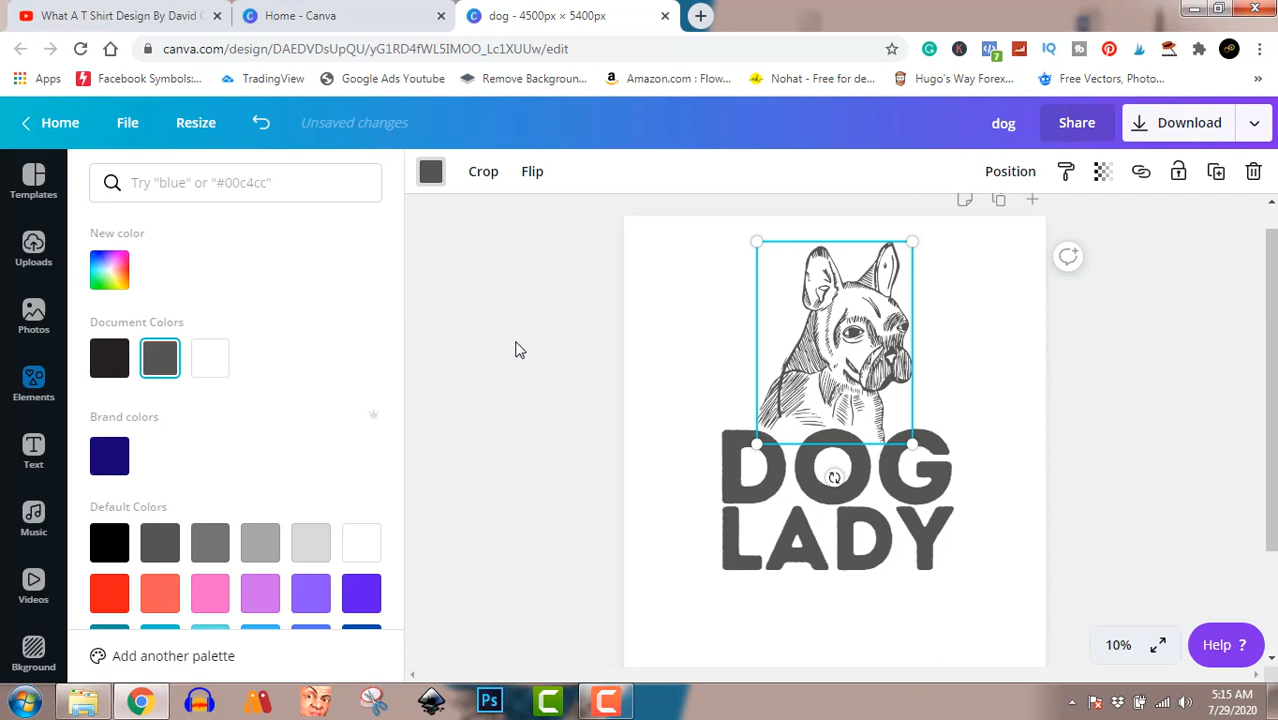 What A T Shirt Design By David C
Home - Canva
dog - 4500px × 5400px
canva.com/design/DAEDVDsUpQU/yG1RD4fWL5IMOO_Lc1XUUw/edit
7
Apps
Facebook Symbols:...
TradingView
Google Ads Youtube
Remove Background...
Amazon.com : Flow...
Nohat - Free for de...
Hugo's Way Forex...
Free Vectors, Photo...
Home
File
Resize
Unsaved changes
dog
Share
Download
Templates
Try "blue" or "#00c4cc"
Crop
Flip
Position
Uploads
New color
Photos
Document Colors
Elements
Brand colors
Text
Default Colors
Music
Videos
Bkground
Add another palette
DOG
LADY
10%
Help ?
Ps
5:15 AM
7/29/2020